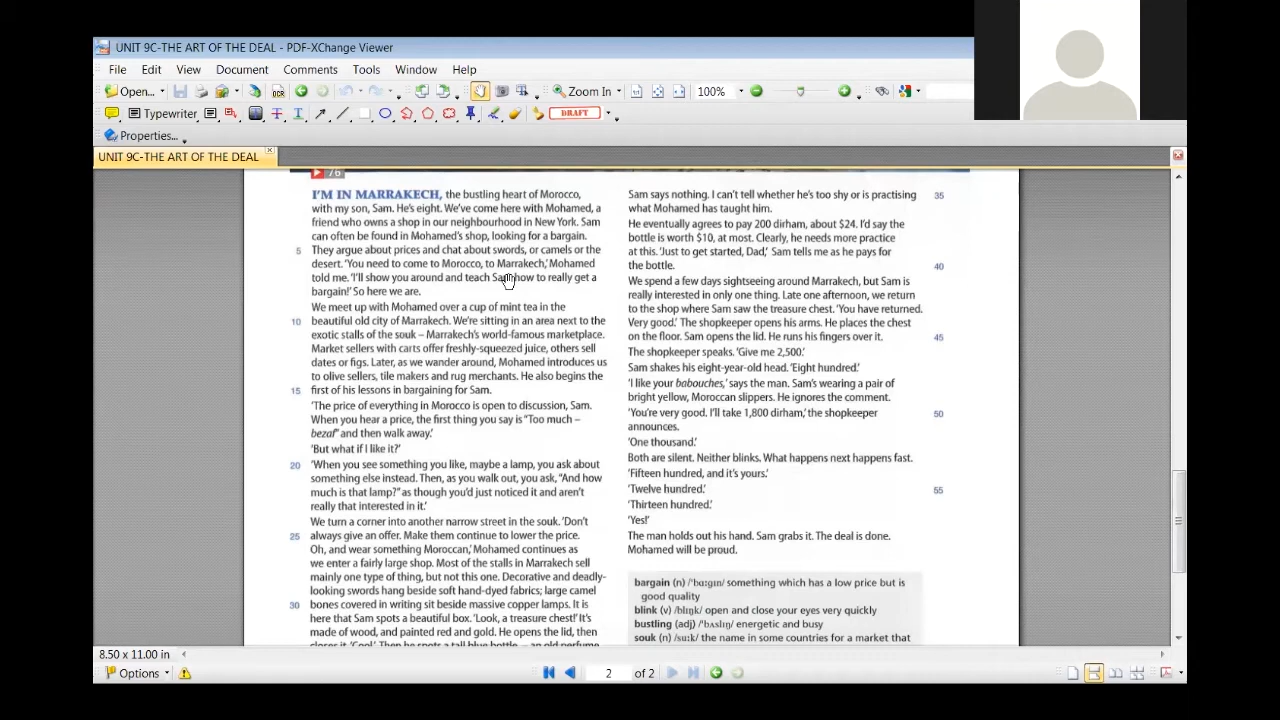 UNIT 9C-THE ART OF THE DEAL - PDF-XChange Viewer
File Edit View Document Comments Tools Window Help
Open... OCR Zoom In 100%
Typewriter DRAFT
Properties...
UNIT 9C-THE ART OF THE DEAL
76
I'M IN MARRAKECH, the bustling heart of Morocco,
with my son, Sam. He's eight. We've come here with Mohamed, a
friend who owns a shop in our neighbourhood in New York. Sam
can often be found in Mohamed's shop, looking for a bargain.
5 They argue about prices and chat about swords, or camels or the
desert. 'You need to come to Morocco, to Marrakech,' Mohamed
told me. 'I'll show you around and teach Sam how to really get a
bargain!' So here we are.
We meet up with Mohamed over a cup of mint tea in the
10 beautiful old city of Marrakech. We're sitting in an area next to the
exotic stalls of the souk – Marrakech's world-famous marketplace.
Market sellers with carts offer freshly-squeezed juice, others sell
dates or figs. Later, as we wander around, Mohamed introduces us
to olive sellers, tile makers and rug merchants. He also begins the
15 first of his lessons in bargaining for Sam.
'The price of everything in Morocco is open to discussion, Sam.
When you hear a price, the first thing you say is "Too much –
bezaf" and then walk away.'
'But what if I like it?'
20 'When you see something you like, maybe a lamp, you ask about
something else instead. Then, as you walk out, you ask, "And how
much is that lamp?" as though you'd just noticed it and aren't
really that interested in it.'
We turn a corner into another narrow street in the souk. 'Don't
25 always give an offer. Make them continue to lower the price.
Oh, and wear something Moroccan,' Mohamed continues as
we enter a fairly large shop. Most of the stalls in Marrakech sell
mainly one type of thing, but not this one. Decorative and deadly-
looking swords hang beside soft hand-dyed fabrics; large camel
30 bones covered in writing sit beside massive copper lamps. It is
here that Sam spots a beautiful box. 'Look, a treasure chest!' It's
made of wood, and painted red and gold. He opens the lid, then
closes it. 'Cool.' Then he spots a tall blue bottle – an old perfume
Sam says nothing. I can't tell whether he's too shy or is practising 35
what Mohamed has taught him.
He eventually agrees to pay 200 dirham, about $24. I'd say the
bottle is worth $10, at most. Clearly, he needs more practice
at this. 'Just to get started, Dad,' Sam tells me as he pays for
the bottle. 40
We spend a few days sightseeing around Marrakech, but Sam is
really interested in only one thing. Late one afternoon, we return
to the shop where Sam saw the treasure chest. 'You have returned.
Very good.' The shopkeeper opens his arms. He places the chest
on the floor. Sam opens the lid. He runs his fingers over it. 45
The shopkeeper speaks. 'Give me 2,500.'
Sam shakes his eight-year-old head. 'Eight hundred.'
'I like your babouches,' says the man. Sam's wearing a pair of
bright yellow, Moroccan slippers. He ignores the comment.
'You're very good. I'll take 1,800 dirham,' the shopkeeper 50
announces.
'One thousand.'
Both are silent. Neither blinks. What happens next happens fast.
'Fifteen hundred, and it's yours.'
'Twelve hundred.' 55
'Thirteen hundred.'
'Yes!'
The man holds out his hand. Sam grabs it. The deal is done.
Mohamed will be proud.
bargain (n) /'bɑːgɪn/ something which has a low price but is
good quality
blink (v) /blɪŋk/ open and close your eyes very quickly
bustling (adj) /'bʌslɪŋ/ energetic and busy
souk (n) /suːk/ the name in some countries for a market that
8.50 x 11.00 in
Options 2 of 2